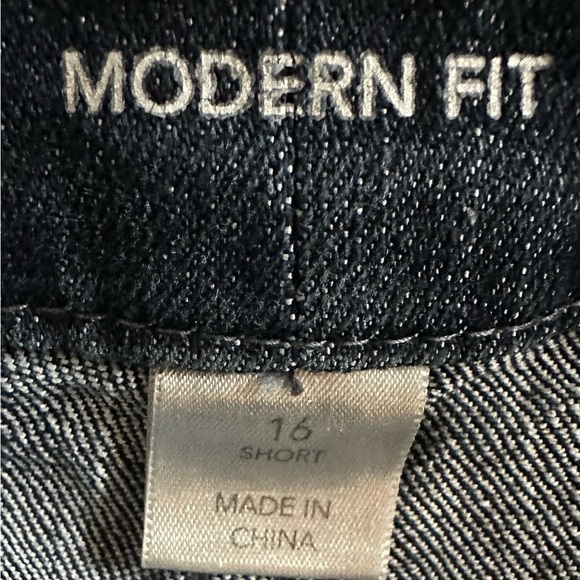 MODERN FIT
16
SHORT
MADE IN
CHINA